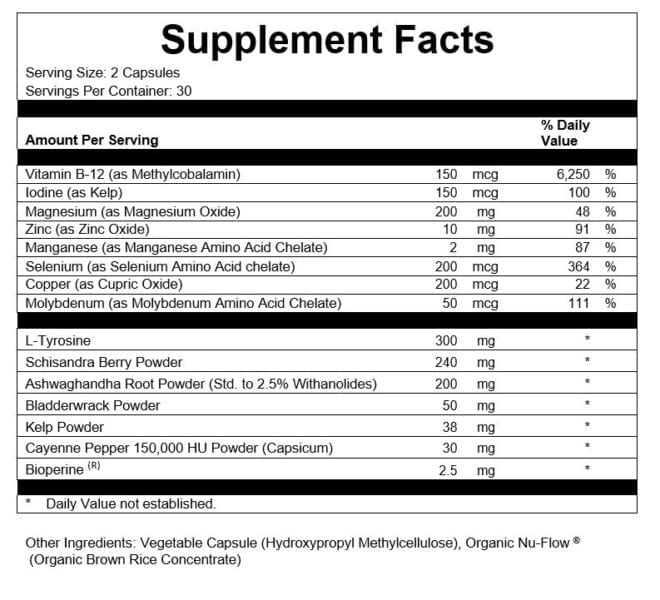 Supplement Facts
Serving Size: 2 Capsules
Servings Per Container: 30
% Daily
Amount Per Serving Value
Vitamin B-12 (as Methylcobalamin) 150 mcg 6,250 %
Iodine (as Kelp) 150 mcg 100 %
Magnesium (as Magnesium Oxide) 200 mg 48 %
Zinc (as Zinc Oxide) 10 mg 91 %
Manganese (as Manganese Amino Acid Chelate) 2 mg 87 %
Selenium (as Selenium Amino Acid chelate) 200 mcg 364 %
Copper (as Cupric Oxide) 200 mcg 22 %
Molybdenum (as Molybdenum Amino Acid Chelate) 50 mcg 111 %
L-Tyrosine 300 mg *
Schisandra Berry Powder 240 mg *
Ashwaghandha Root Powder (Std. to 2.5% Withanolides) 200 mg *
Bladderwrack Powder 50 mg *
Kelp Powder 38 mg *
Cayenne Pepper 150,000 HU Powder (Capsicum) 30 mg *
Bioperine (R) 2.5 mg *
* Daily Value not established.
Other Ingredients: Vegetable Capsule (Hydroxypropyl Methylcellulose), Organic Nu-Flow ®
(Organic Brown Rice Concentrate)